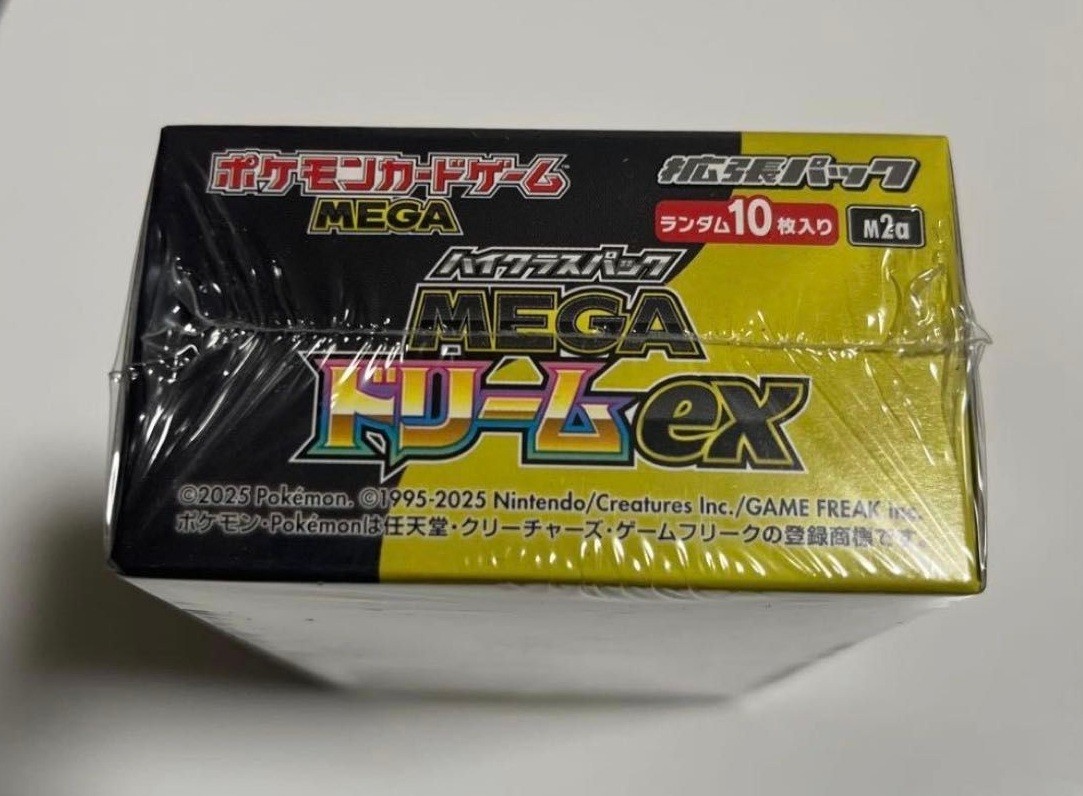 ポケモンカードゲーム
MEGA
拡張パック
ランダム10枚入り M2a
ハイクラスパック
MEGA
ドリームex
©2025 Pokémon. ©1995-2025 Nintendo/Creatures Inc./GAME FREAK inc.
ポケモン・Pokémonは任天堂・クリーチャーズ・ゲームフリークの登録商標です。